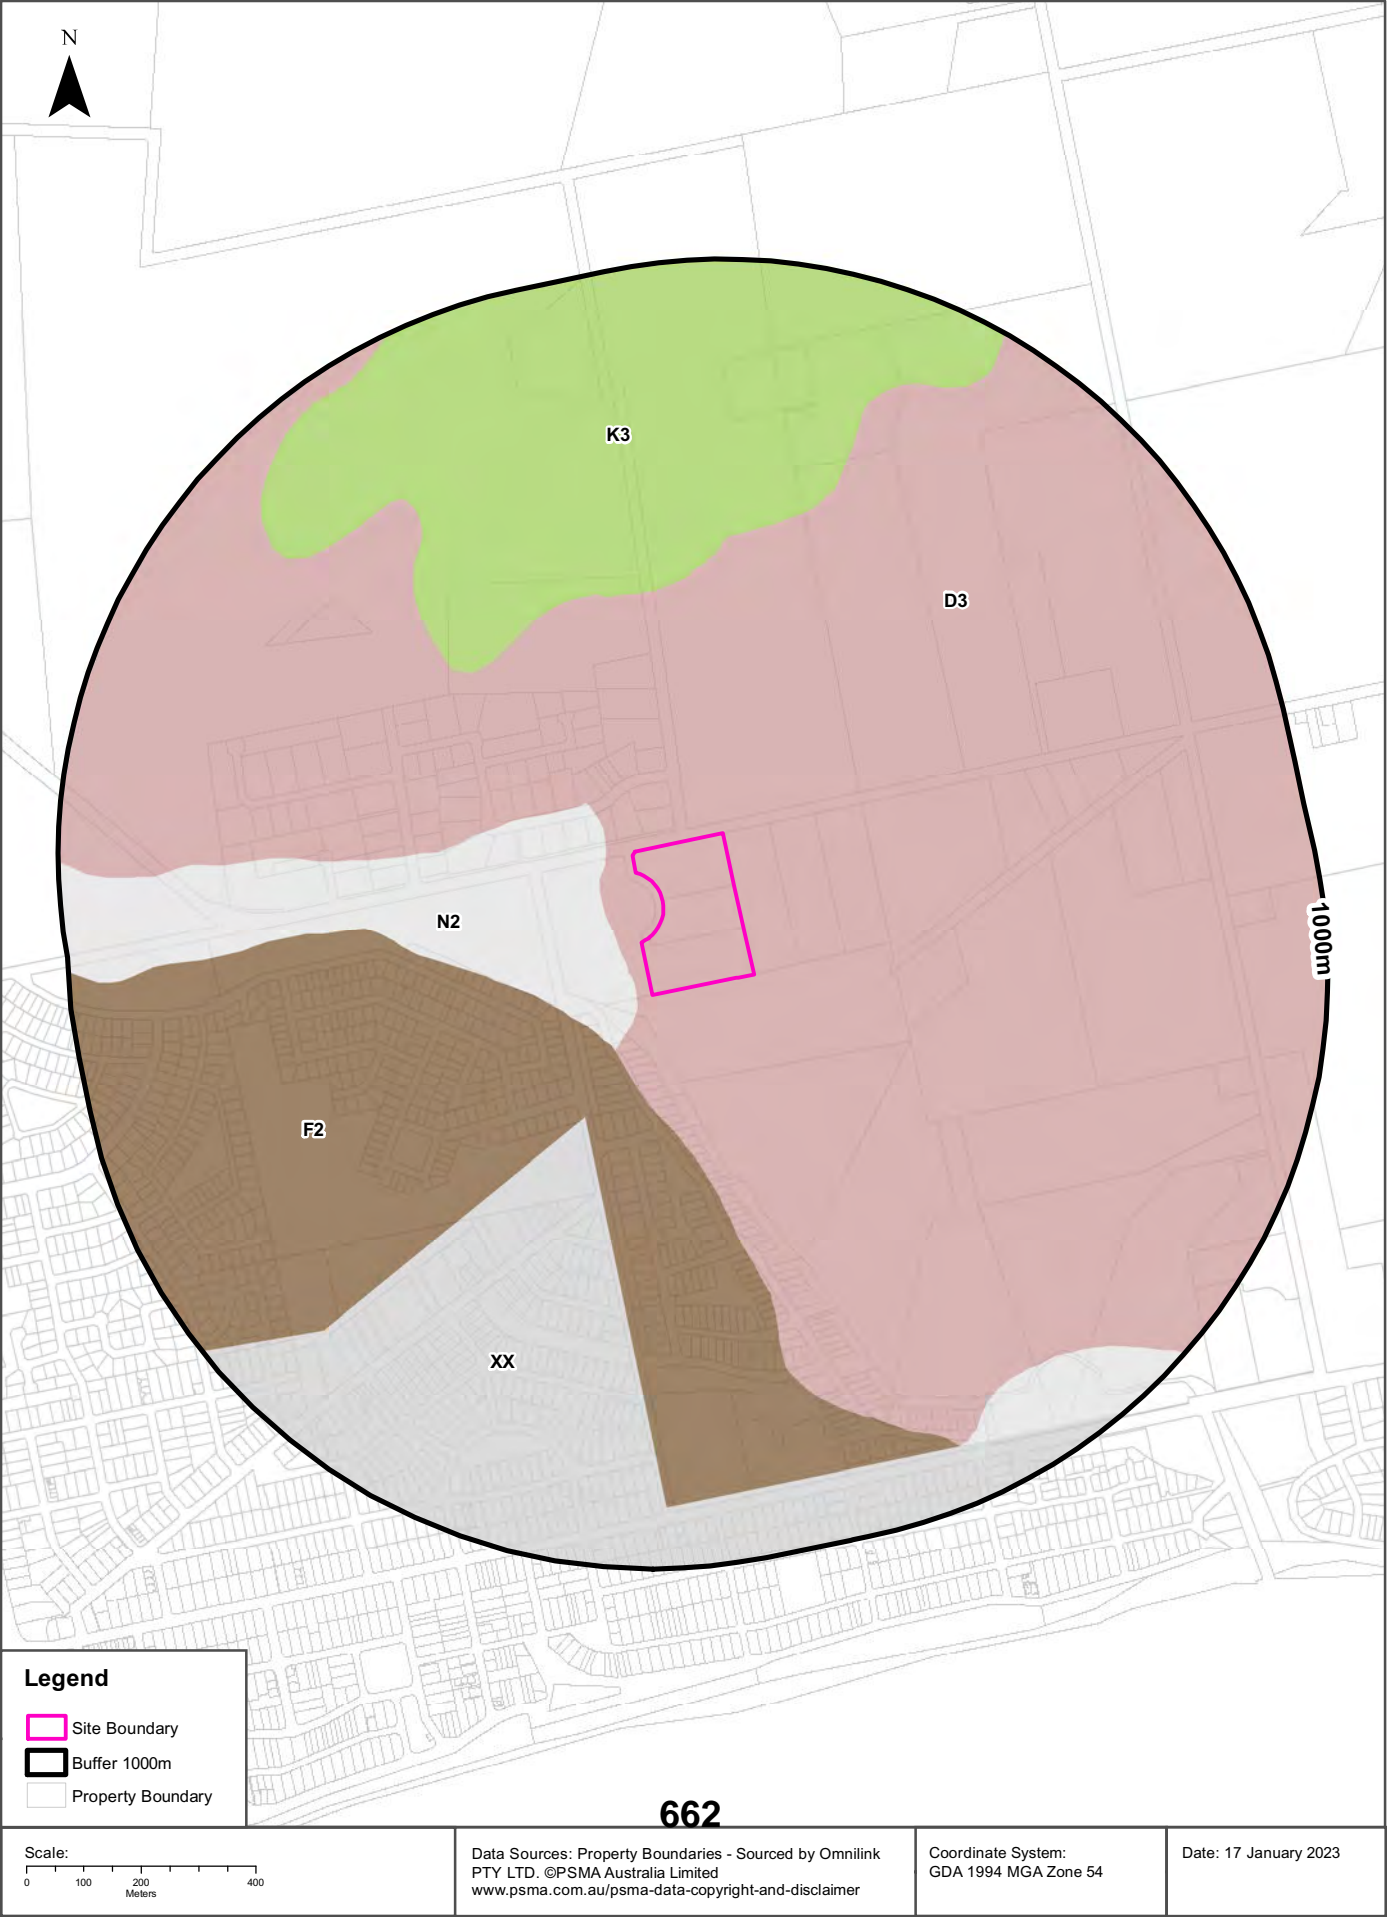 N
K3
D3
N2
1000m
F2
XX
Legend
Site Boundary
Buffer 1000m
Property Boundary
662
Scale:
0 100 200 400
Meters
Data Sources: Property Boundaries - Sourced by Omnilink
PTY LTD. ©PSMA Australia Limited
www.psma.com.au/psma-data-copyright-and-disclaimer
Coordinate System:
GDA 1994 MGA Zone 54
Date: 17 January 2023